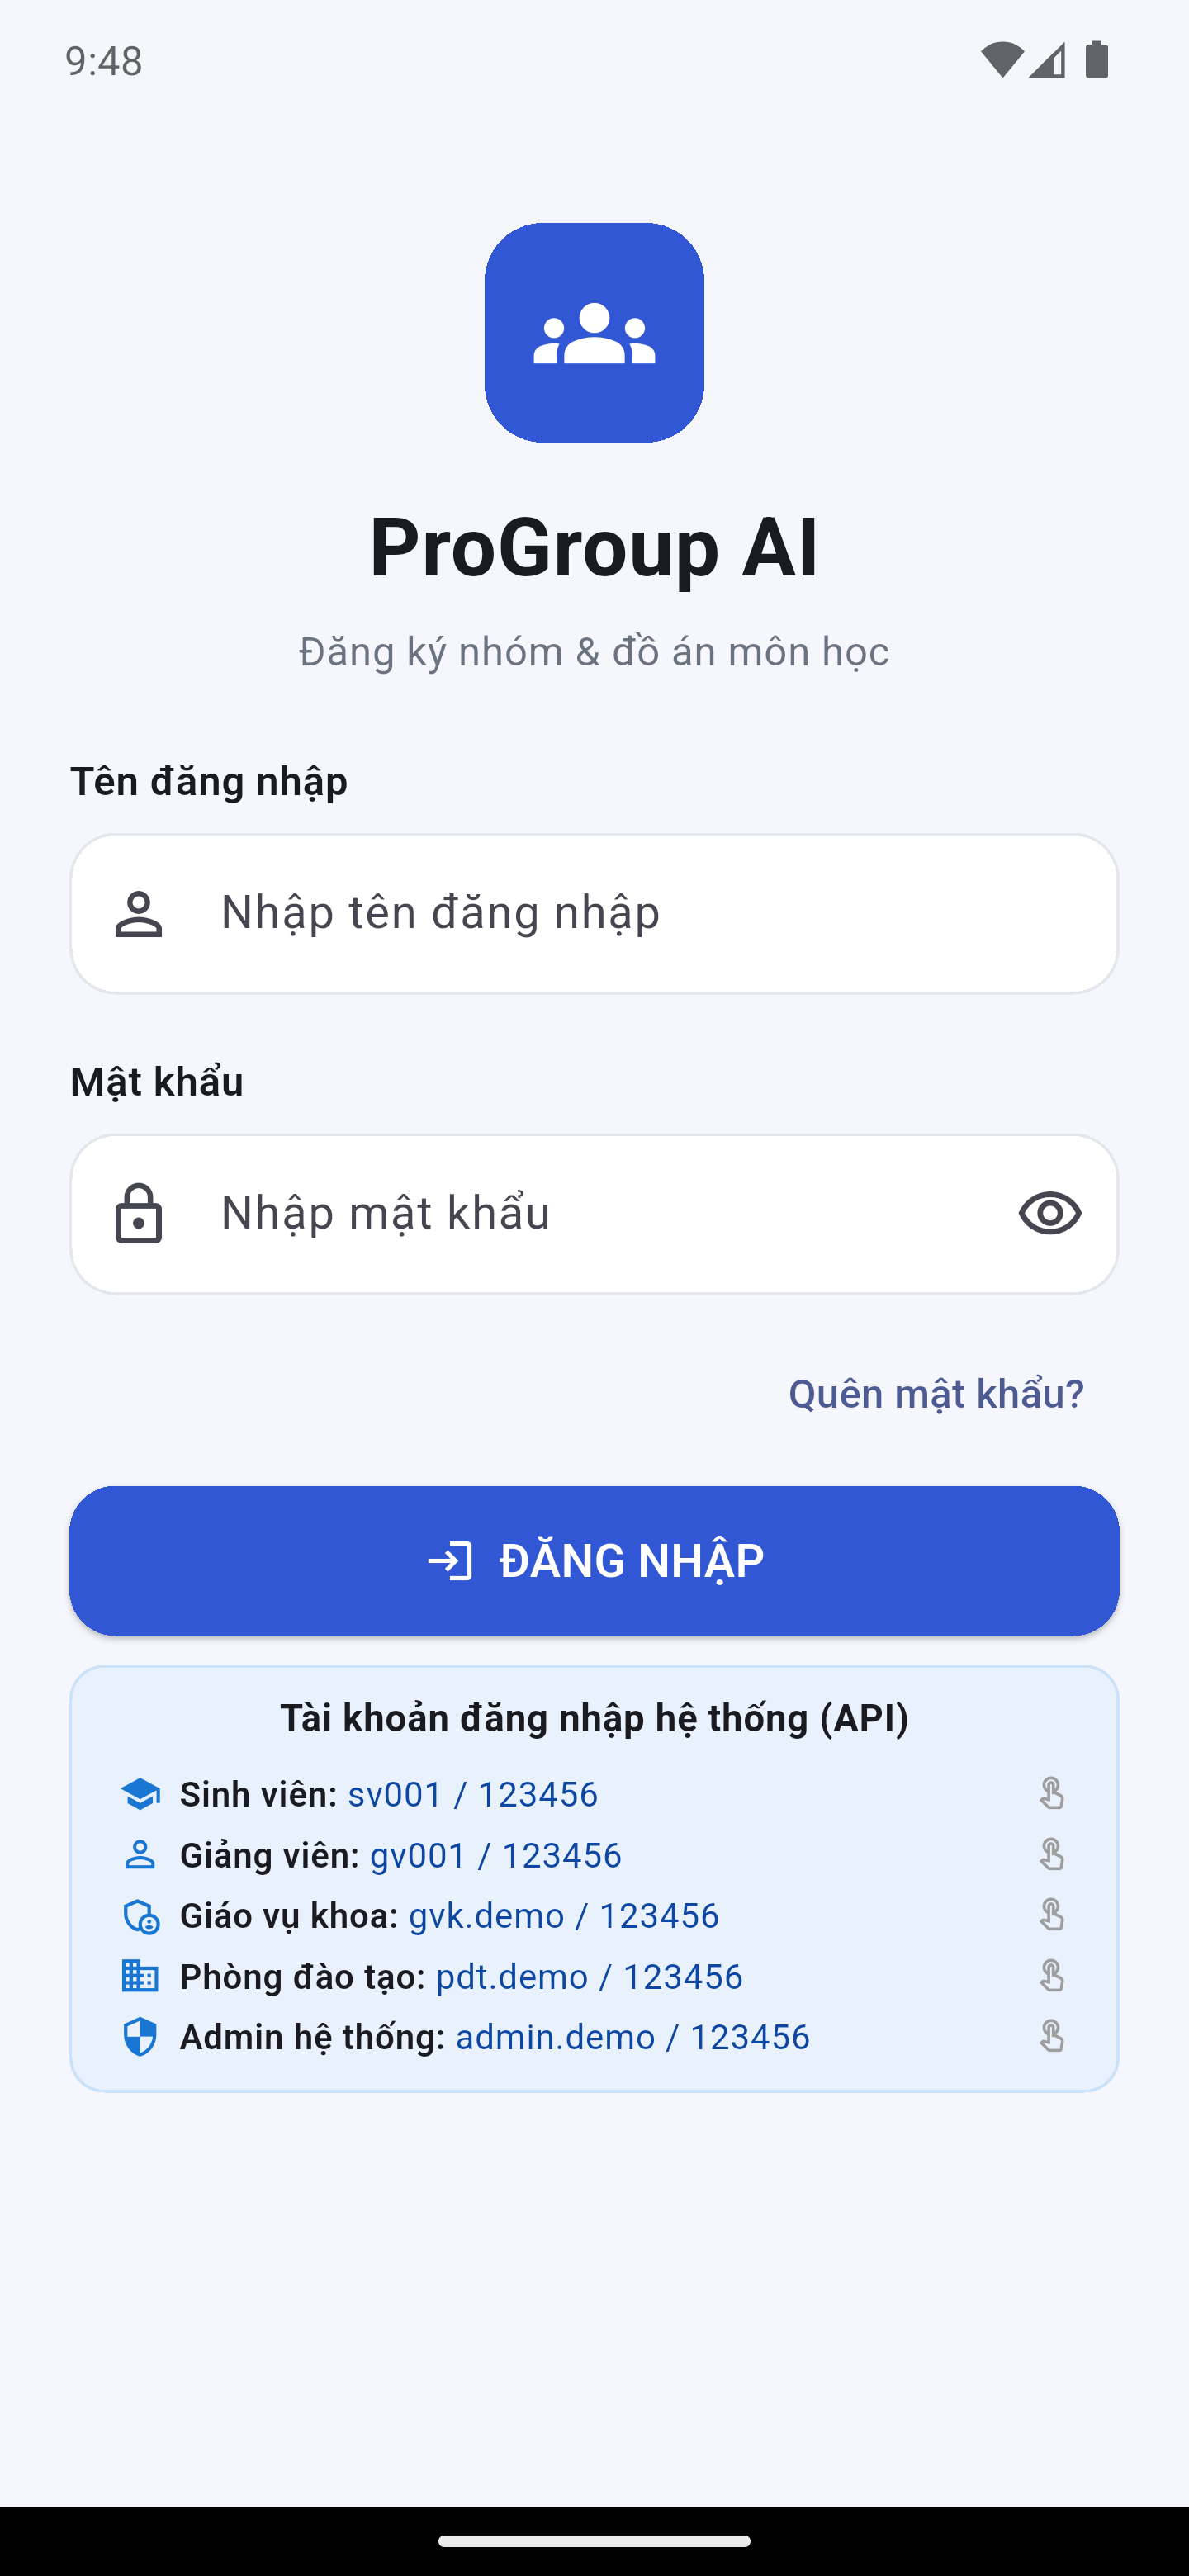 9:48
ProGroup AI
Đăng ký nhóm & đồ án môn học
Tên đăng nhập
Nhập tên đăng nhập
Mật khẩu
Nhập mật khẩu
Quên mật khẩu?
ĐĂNG NHẬP
Tài khoản đăng nhập hệ thống (API)
Sinh viên: sv001 / 123456
Giảng viên: gv001 / 123456
Giáo vụ khoa: gvk.demo / 123456
Phòng đào tạo: pdt.demo / 123456
Admin hệ thống: admin.demo / 123456